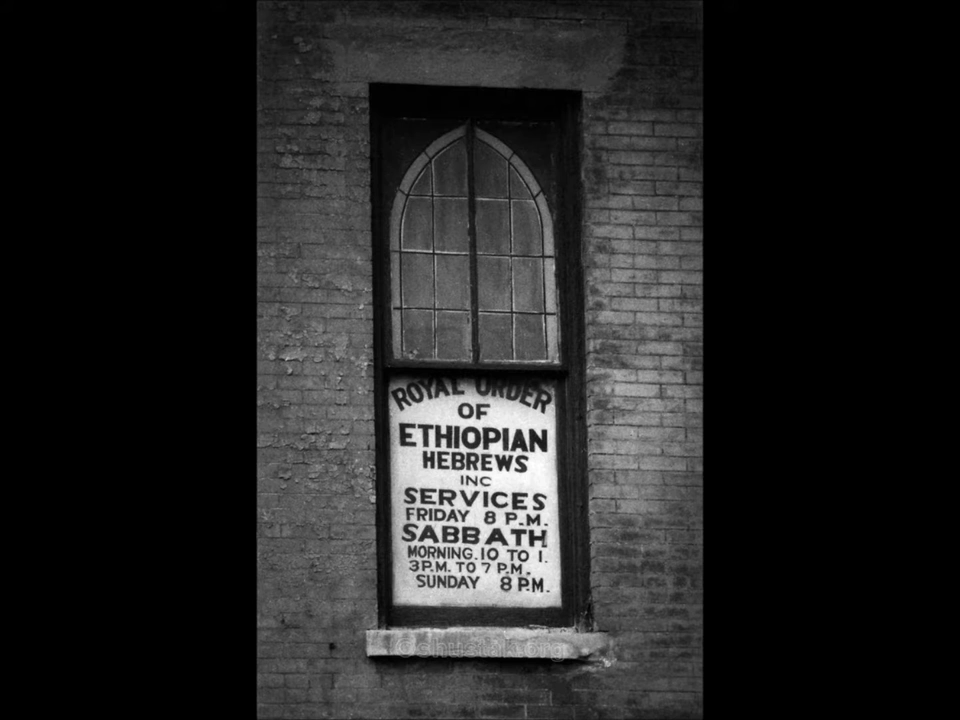 ROYAL ORDER
OF
ETHIOPIAN
HEBREWS
INC
SERVICES
FRIDAY 8 P.M.
SABBATH
MORNING. 10 TO 1.
3 P.M. TO 7 P.M.
SUNDAY 8 P.M.